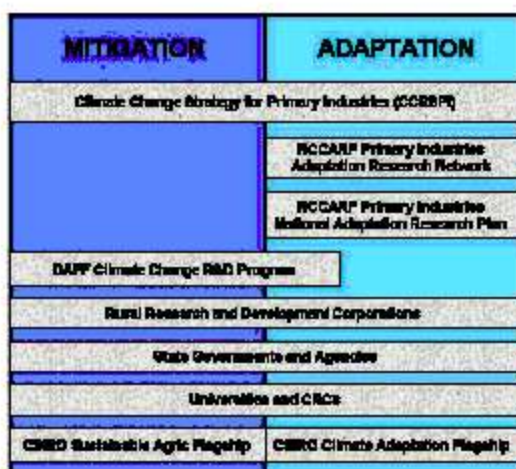 MITIGATION
ADAPTATION
Climate Change Strategy for Primary Industries (CCRSPI)
NCCARF Primary Industries
Adaptation Research Network
NCCARF Primary Industries
National Adaptation Research Plan
DAFF Climate Change R&D Program
Rural Research and Development Corporations
State Governments and Agencies
Universities and CRCs
CSIRO Sustainable Agric Flagship
CSIRO Climate Adaptation Flagship